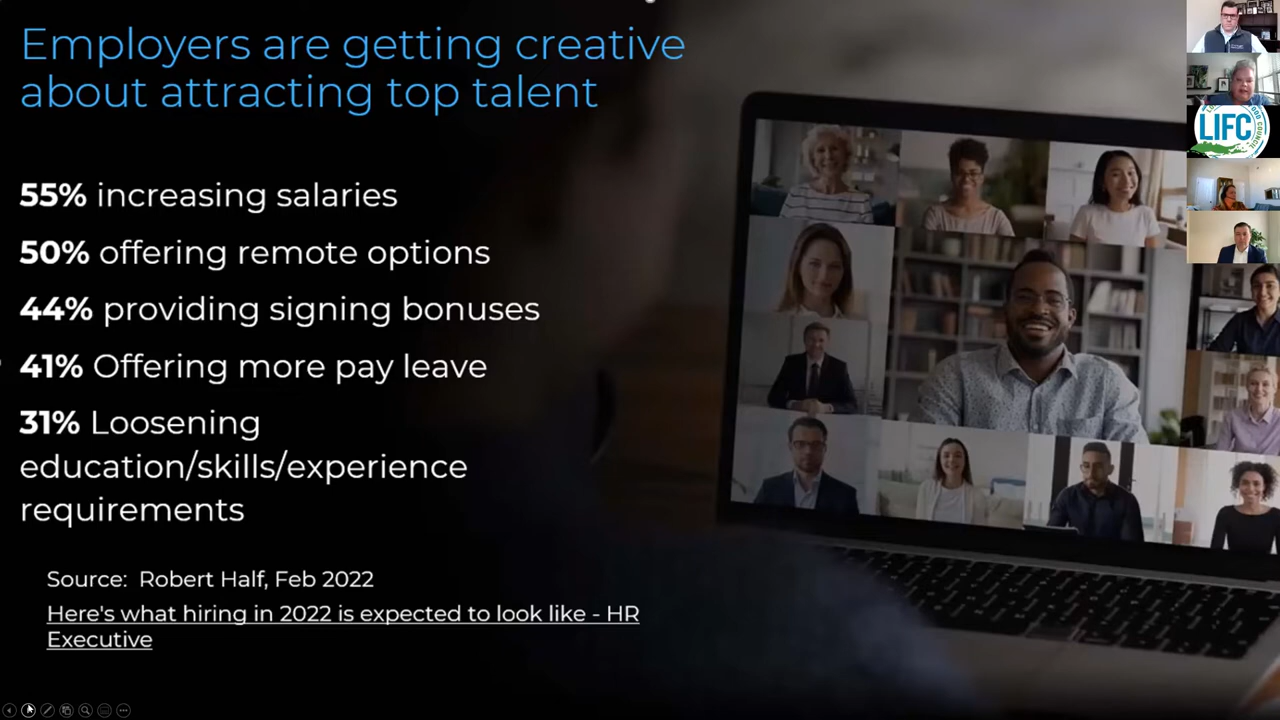 Employers are getting creative
about attracting top talent
55% increasing salaries
50% offering remote options
44% providing signing bonuses
41% Offering more pay leave
31% Loosening
education/skills/experience
requirements
Source: Robert Half, Feb 2022
Here's what hiring in 2022 is expected to look like - HR
Executive
LIFC